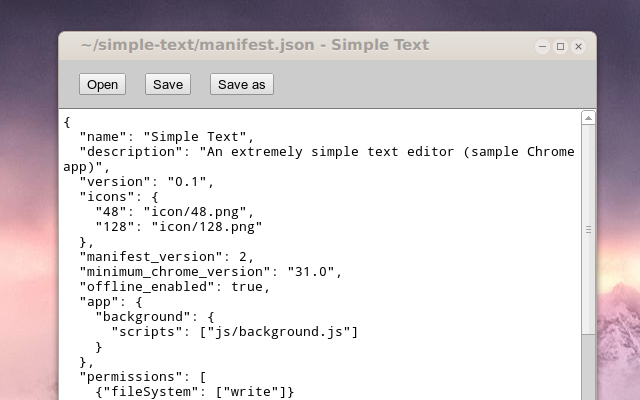 ~/simple-text/manifest.json - Simple Text
Open Save Save as
{
"name": "Simple Text",
"description": "An extremely simple text editor (sample Chrome
app)",
"version": "0.1",
"icons": {
"48": "icon/48.png",
"128": "icon/128.png"
},
"manifest_version": 2,
"minimum_chrome_version": "31.0",
"offline_enabled": true,
"app": {
"background": {
"scripts": ["js/background.js"]
}
},
"permissions": [
{"fileSystem": ["write"]}